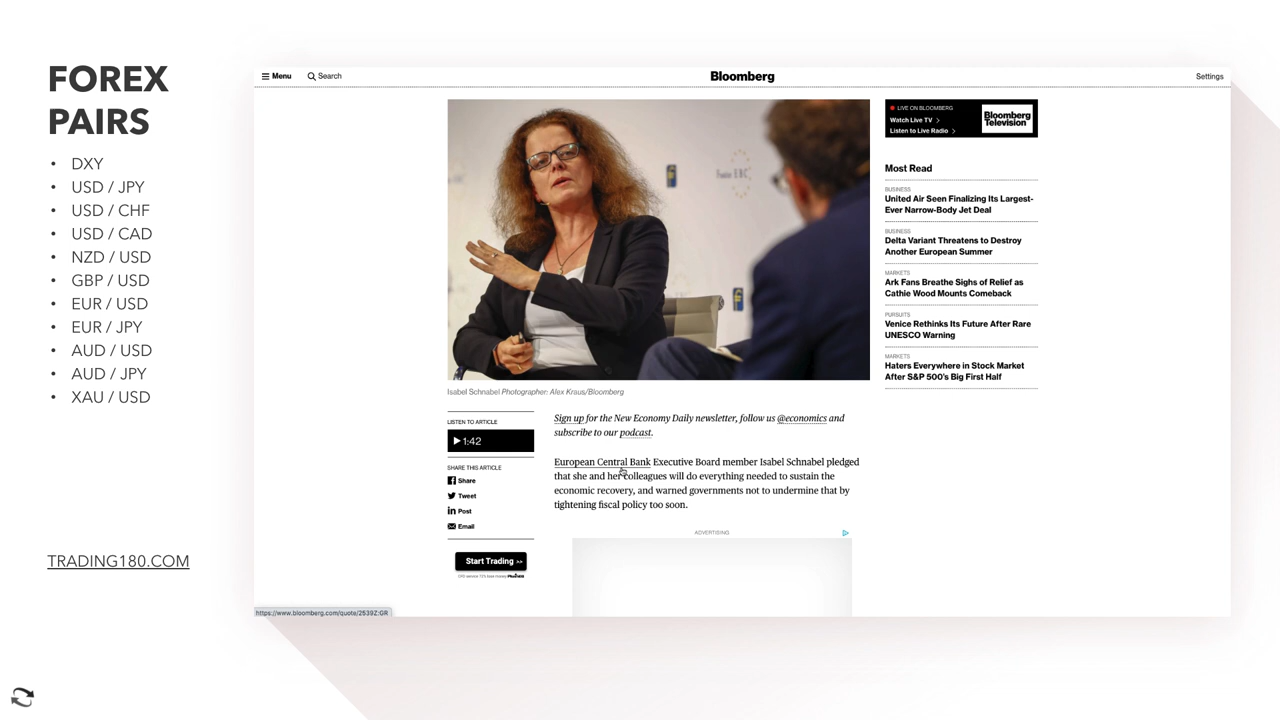 FOREX
PAIRS
• DXY
• USD / JPY
• USD / CHF
• USD / CAD
• NZD / USD
• GBP / USD
• EUR / USD
• EUR / JPY
• AUD / USD
• AUD / JPY
• XAU / USD
TRADING180.COM
Menu
Search
Bloomberg
Settings
LIVE ON BLOOMBERG
Watch Live TV
Listen to Live Radio
Bloomberg
Television
Most Read
BUSINESS
United Air Seen Finalizing Its Largest-
Ever Narrow-Body Jet Deal
BUSINESS
Delta Variant Threatens to Destroy
Another European Summer
MARKETS
Ark Fans Breathe Sighs of Relief as
Cathie Wood Mounts Comeback
PURSUITS
Venice Rethinks Its Future After Rare
UNESCO Warning
MARKETS
Haters Everywhere in Stock Market
After S&P 500's Big First Half
Isabel Schnabel Photographer: Alex Kraus/Bloomberg
LISTEN TO ARTICLE
1:42
SHARE THIS ARTICLE
Share
Tweet
Post
Email
Start Trading >>
Sign up for the New Economy Daily newsletter, follow us @economics and
subscribe to our podcast.
European Central Bank Executive Board member Isabel Schnabel pledged
that she and her colleagues will do everything needed to sustain the
economic recovery, and warned governments not to undermine that by
tightening fiscal policy too soon.
ADVERTISING
https://www.bloomberg.com/quote/2539Z:GR